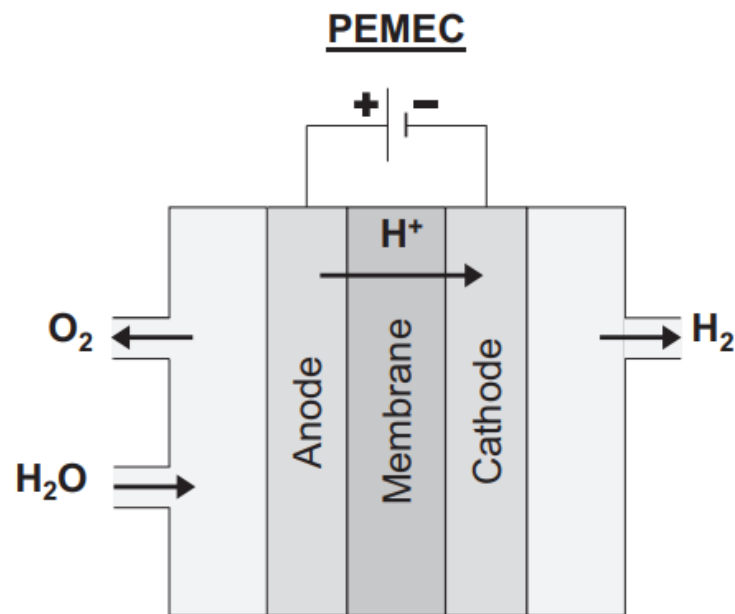 PEMEC
+ −
H⁺
O₂
H₂
Anode
Membrane
Cathode
H₂O